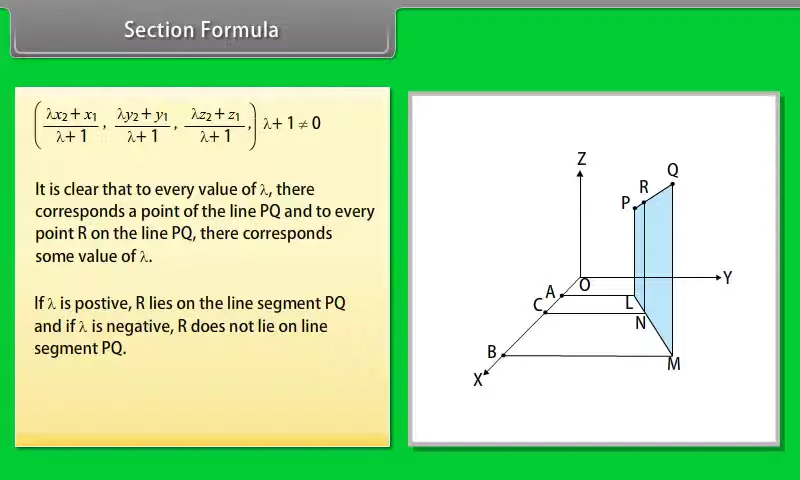 Section Formula
(λx₂ + x₁ / λ + 1 , λy₂ + y₁ / λ + 1 , λz₂ + z₁ / λ + 1 ,) λ + 1 ≠ 0
It is clear that to every value of λ, there
corresponds a point of the line PQ and to every
point R on the line PQ, there corresponds
some value of λ.
If λ is postive, R lies on the line segment PQ
and if λ is negative, R does not lie on line
segment PQ.
Z
Q
R
P
O
Y
A
L
C
N
B
M
X